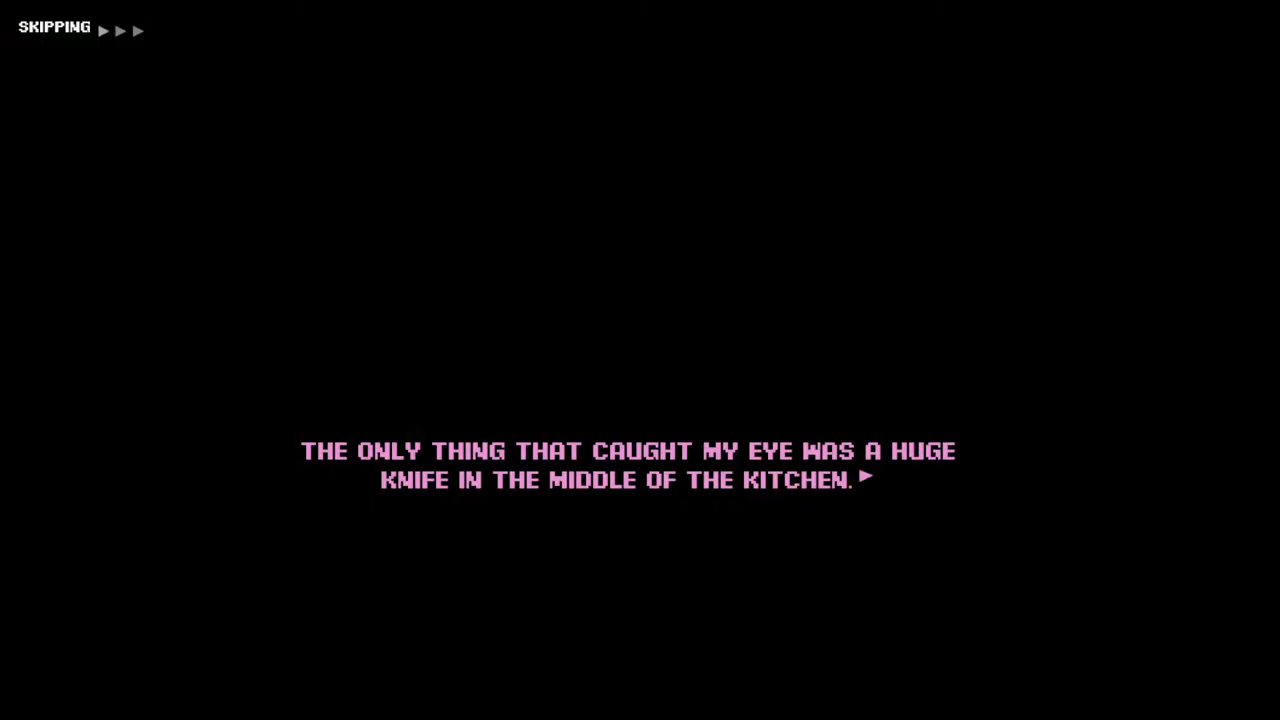 SKIPPING
THE ONLY THING THAT CAUGHT MY EYE WAS A HUGE
KNIFE IN THE MIDDLE OF THE KITCHEN.